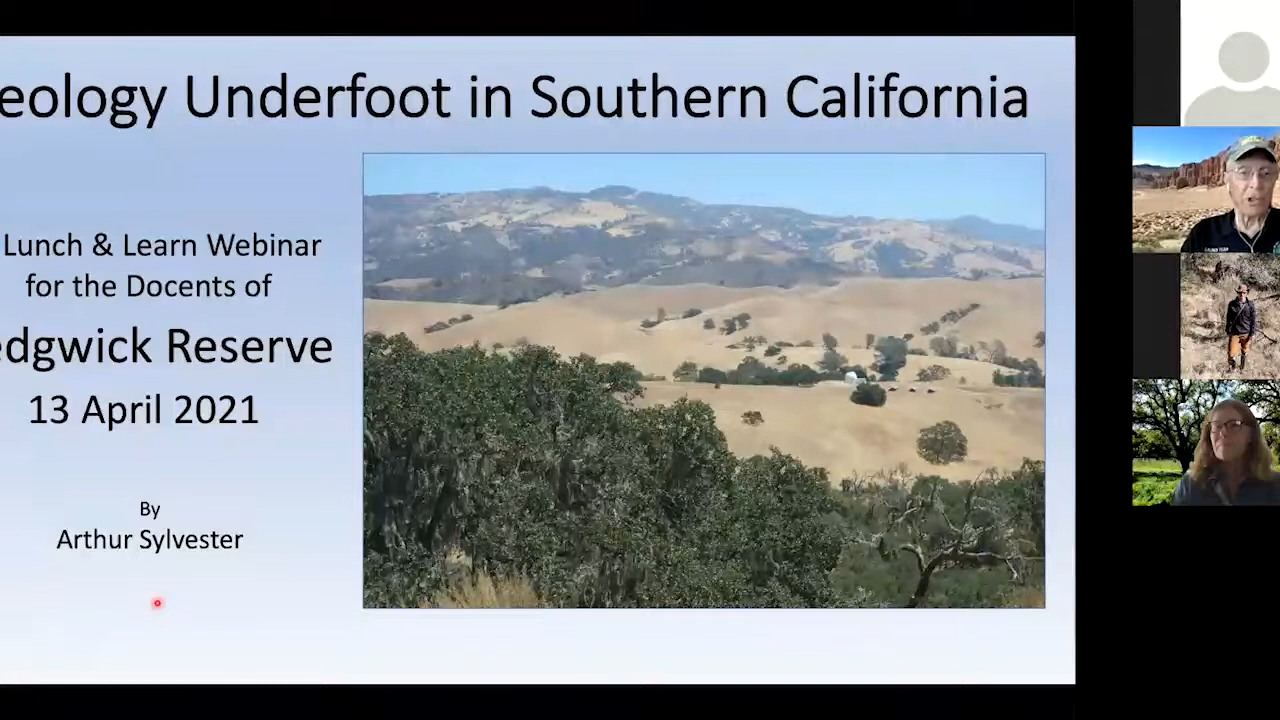 eology Underfoot in Southern California
Lunch & Learn Webinar
for the Docents of
edgwick Reserve
13 April 2021
By
Arthur Sylvester